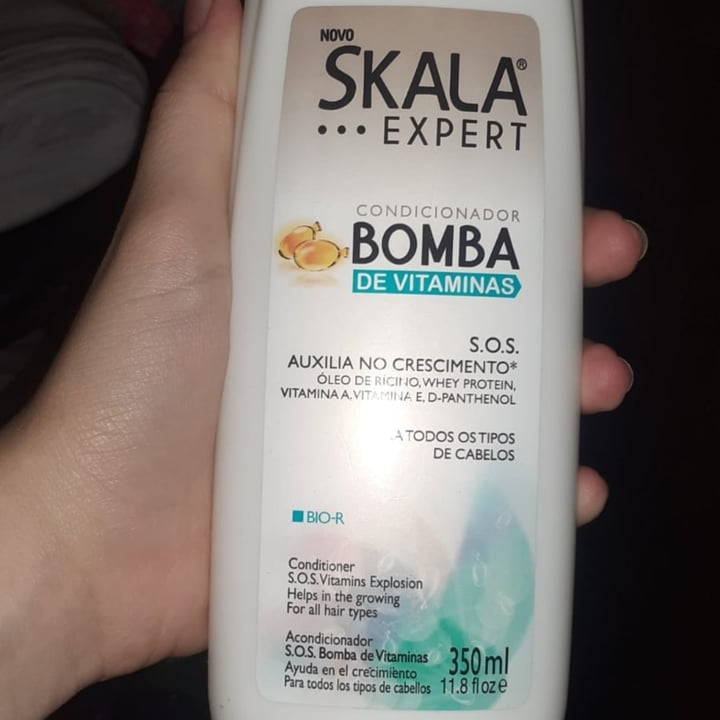 NOVO
SKALA®
EXPERT
CONDICIONADOR
BOMBA
DE VITAMINAS
S.O.S.
AUXILIA NO CRESCIMENTO*
ÓLEO DE RÍCINO, WHEY PROTEIN,
VITAMINA A, VITAMINA E, D-PANTHENOL
A TODOS OS TIPOS
DE CABELOS
BIO-R
Conditioner
S.O.S. Vitamins Explosion
Helps in the growing
For all hair types
Acondicionador
S.O.S. Bomba de Vitaminas
Ayuda en el crecimiento
Para todos los tipos de cabellos
350ml
11.8 fl oz e